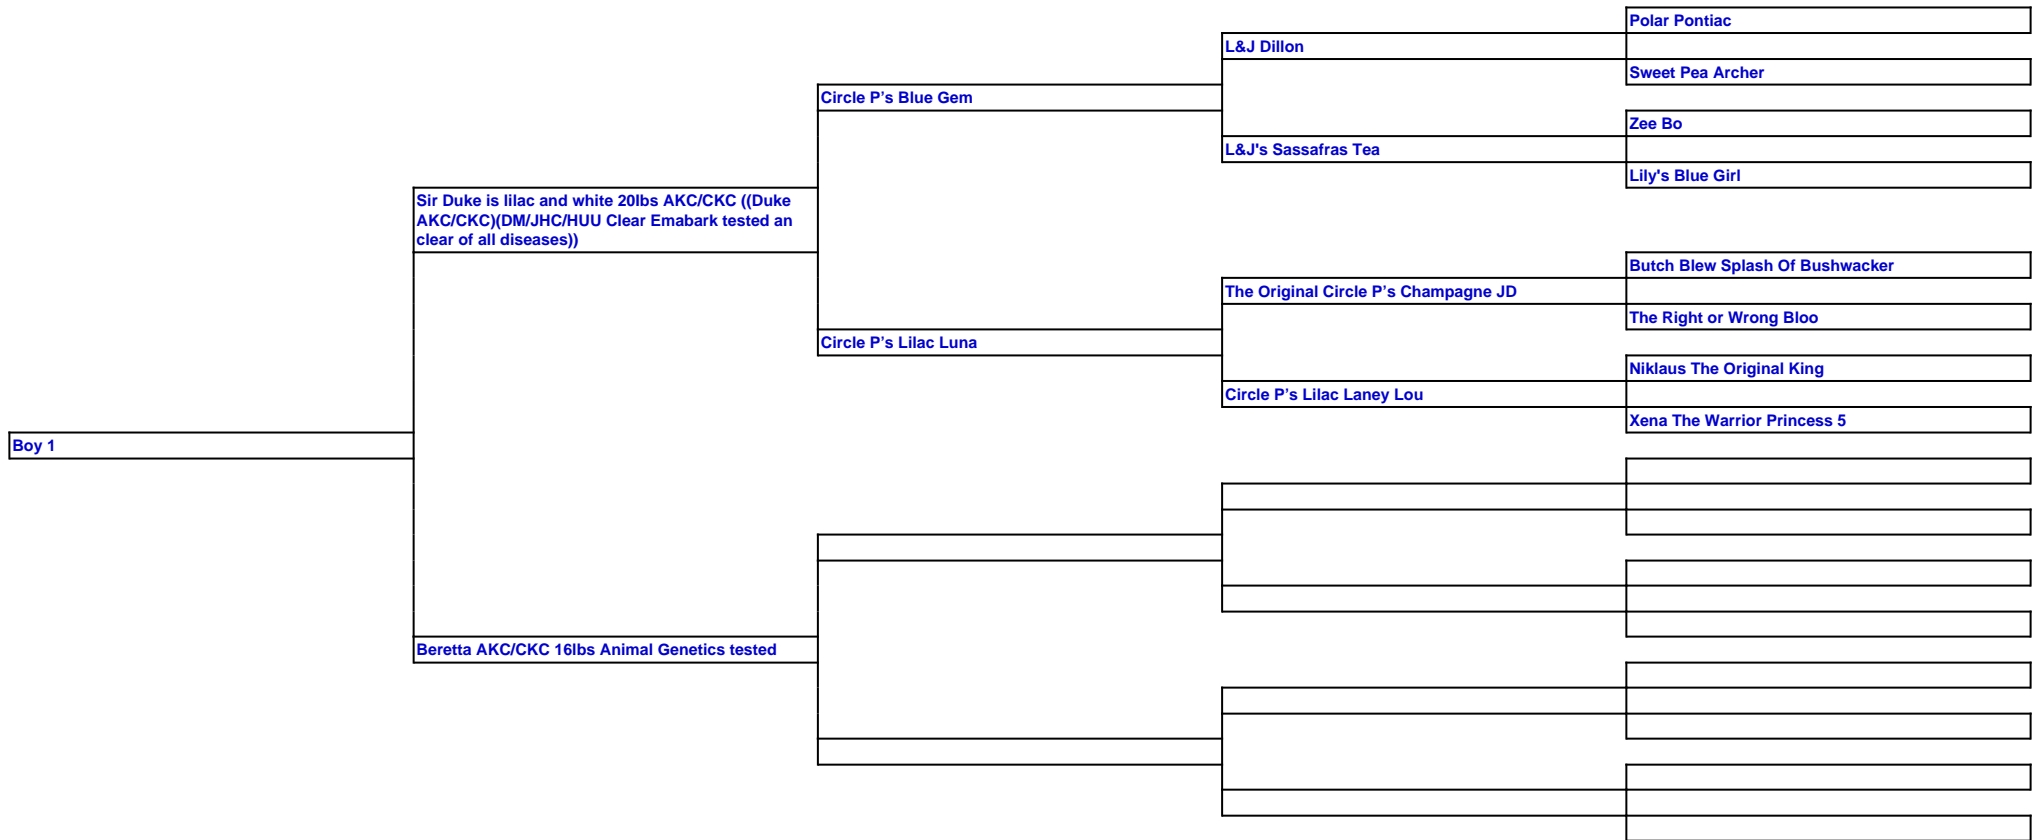 Polar Pontiac
L&J Dillon
Sweet Pea Archer
Circle P’s Blue Gem
Zee Bo
L&J's Sassafras Tea
Lily's Blue Girl
Sir Duke is lilac and white 20lbs AKC/CKC ((Duke
AKC/CKC)(DM/JHC/HUU Clear Emabark tested an
clear of all diseases))
Butch Blew Splash Of Bushwacker
The Original Circle P’s Champagne JD
The Right or Wrong Bloo
Circle P’s Lilac Luna
Niklaus The Original King
Circle P’s Lilac Laney Lou
Xena The Warrior Princess 5
Boy 1
Beretta AKC/CKC 16lbs Animal Genetics tested